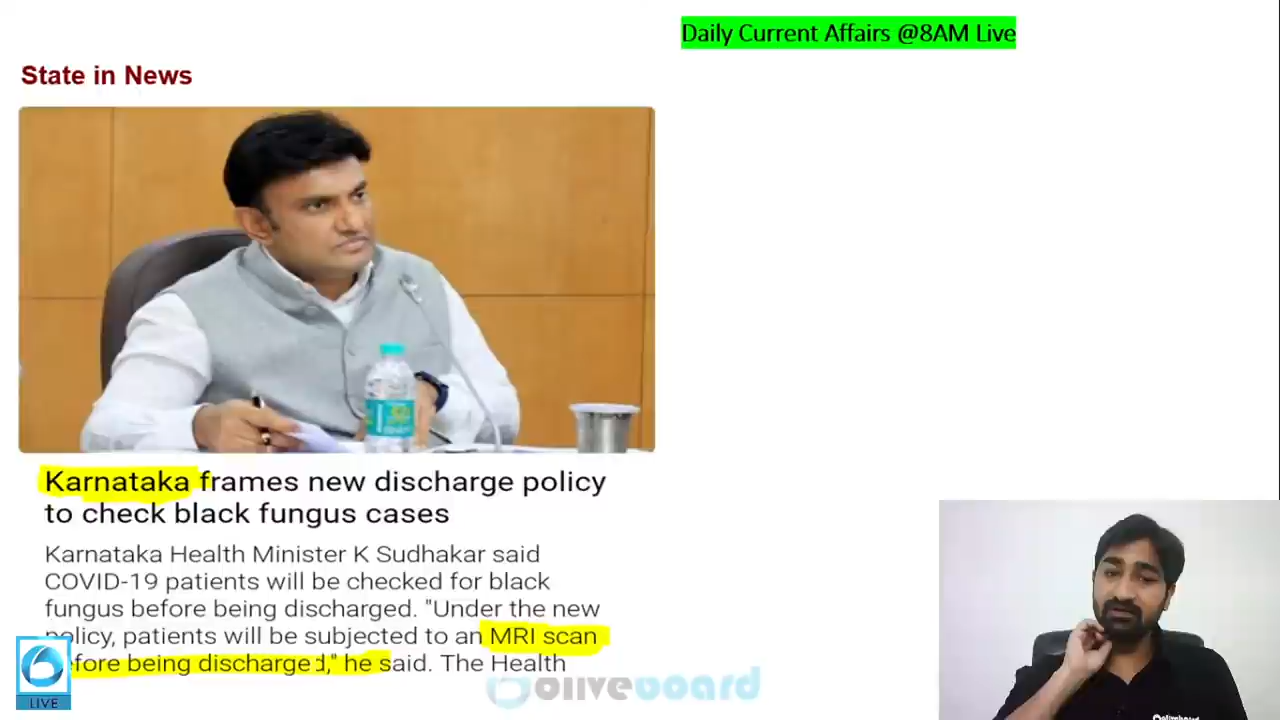 Daily Current Affairs @8AM Live
State in News
Karnataka frames new discharge policy
to check black fungus cases
Karnataka Health Minister K Sudhakar said
COVID-19 patients will be checked for black
fungus before being discharged. "Under the new
policy, patients will be subjected to an MRI scan
efore being discharged," he said. The Health
LIVE
oliveboard
oliveboard